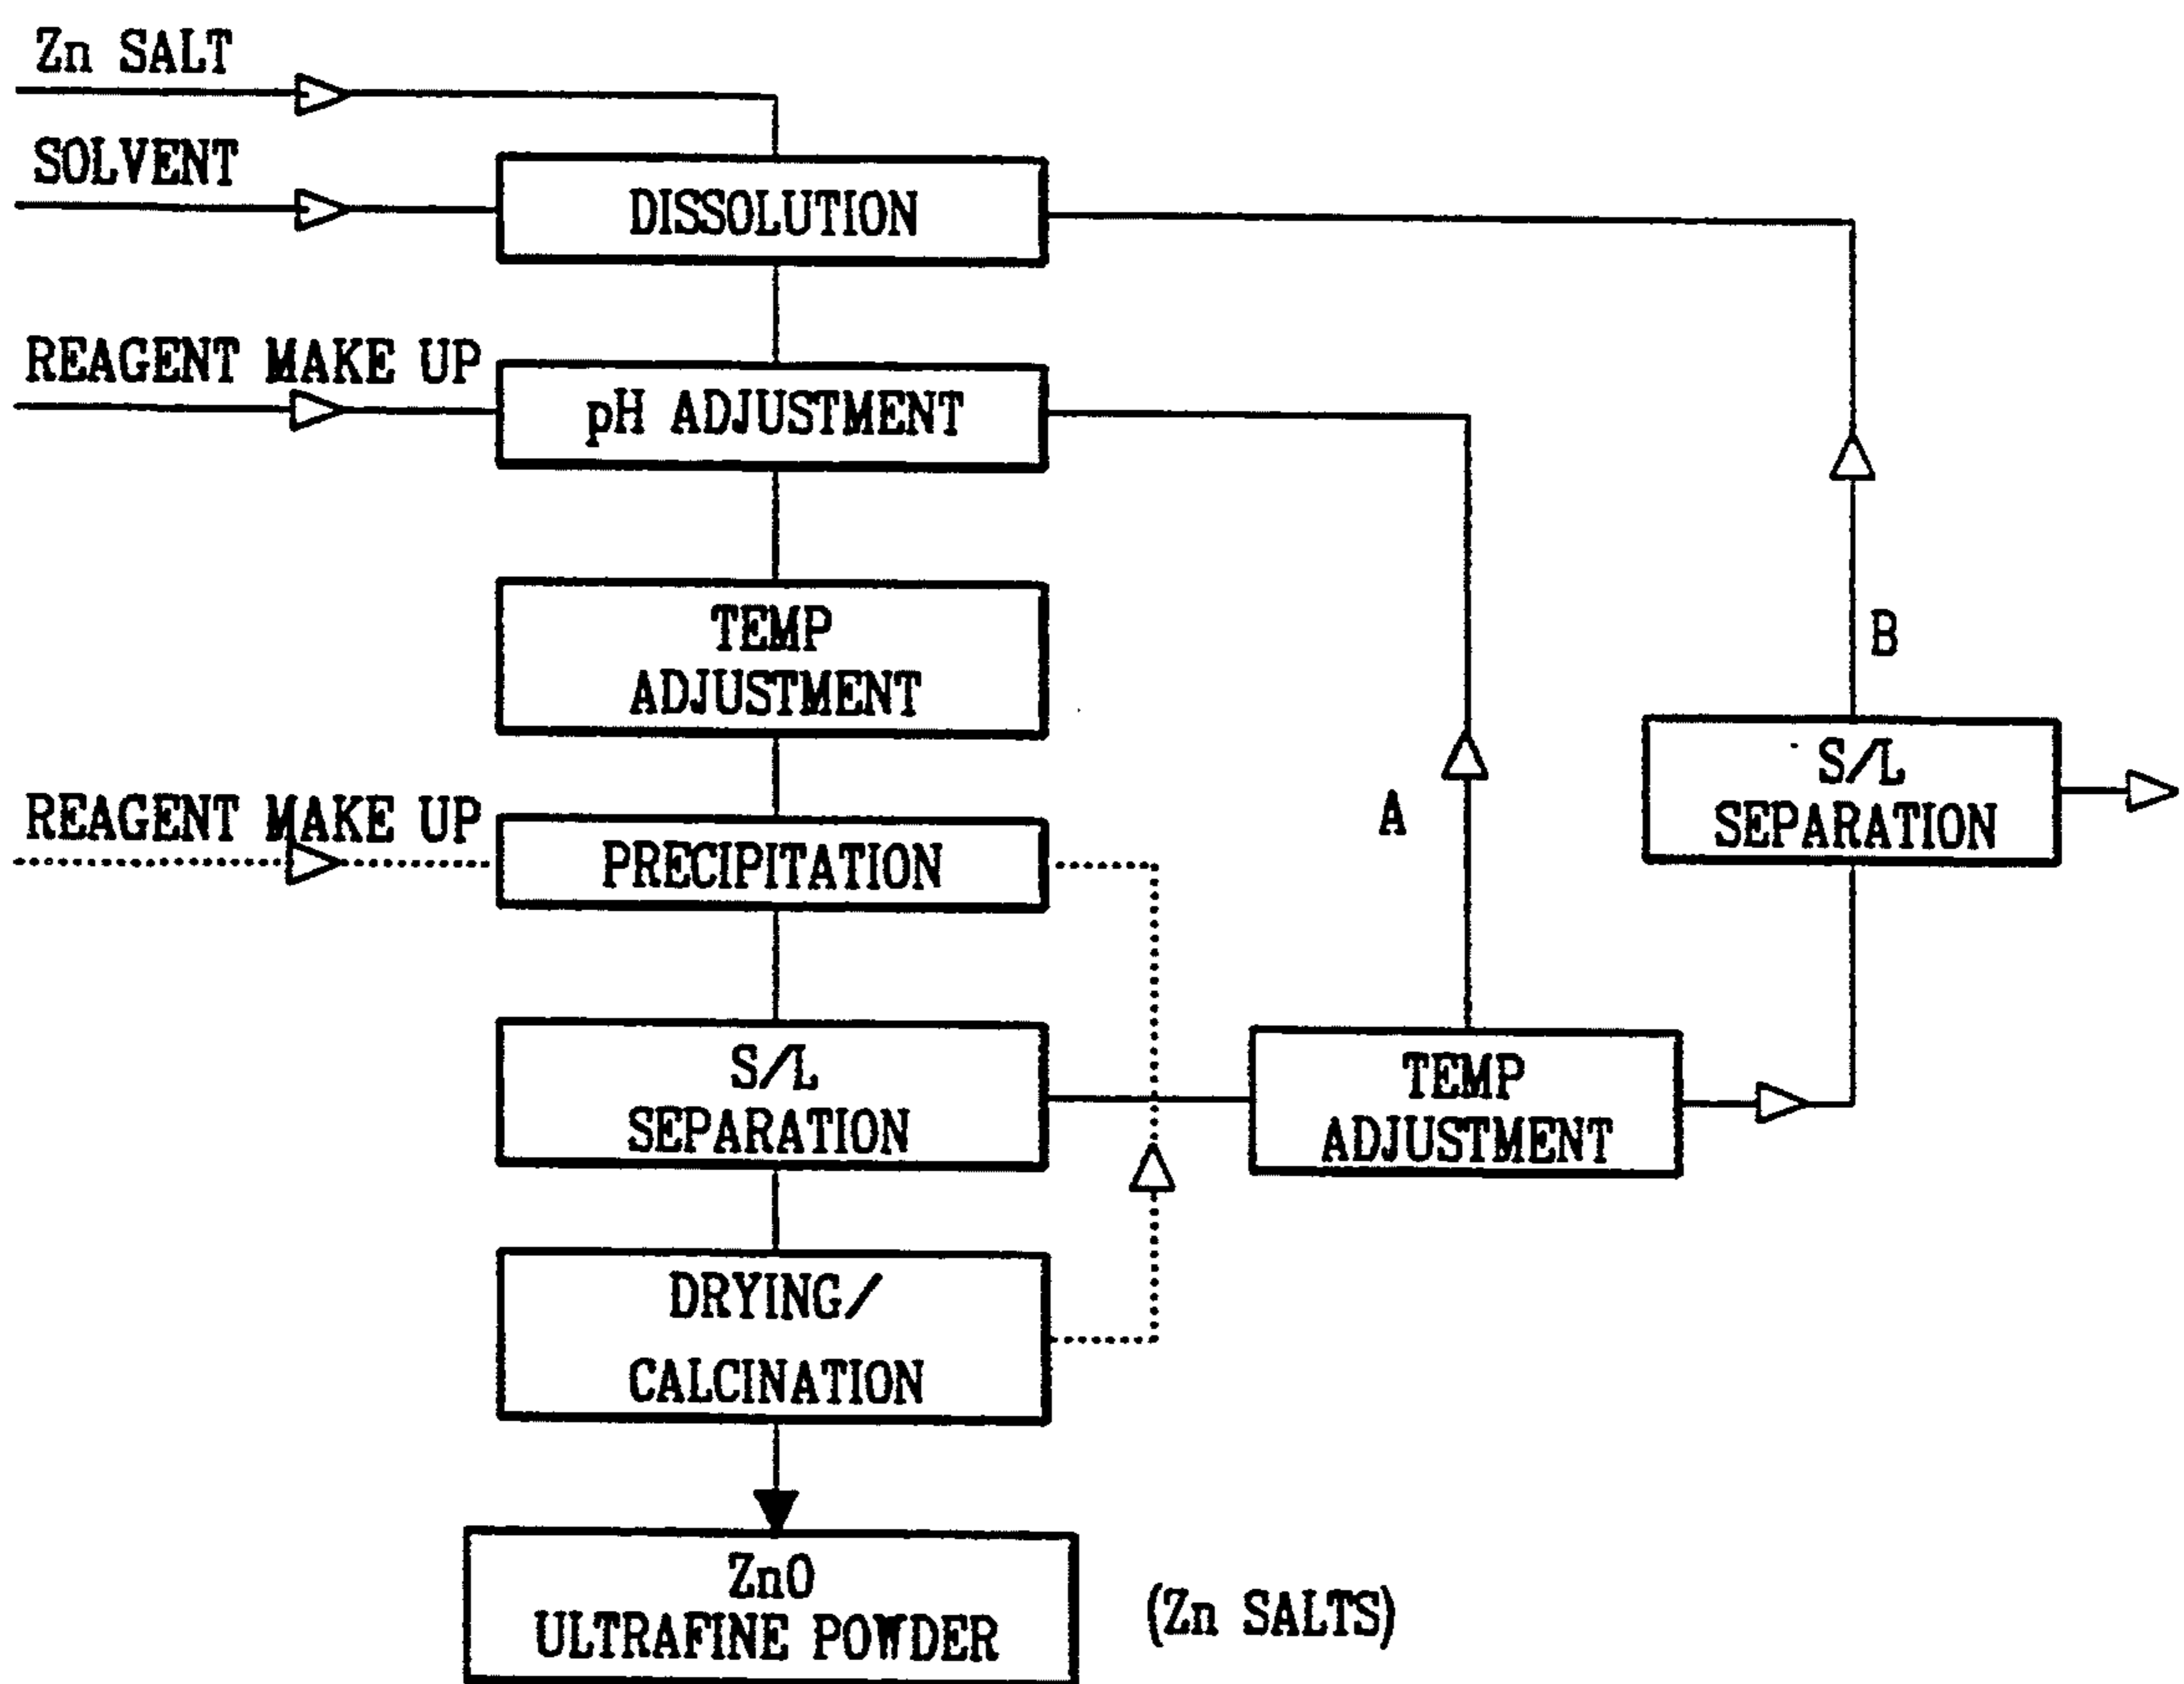 Zn SALT
SOLVENT
DISSOLUTION
REAGENT MAKE UP
pH ADJUSTMENT
TEMP
ADJUSTMENT
B
S/L
SEPARATION
A
REAGENT MAKE UP
PRECIPITATION
S/L
SEPARATION
TEMP
ADJUSTMENT
DRYING/
CALCINATION
ZnO
ULTRAFINE POWDER
(Zn SALTS)